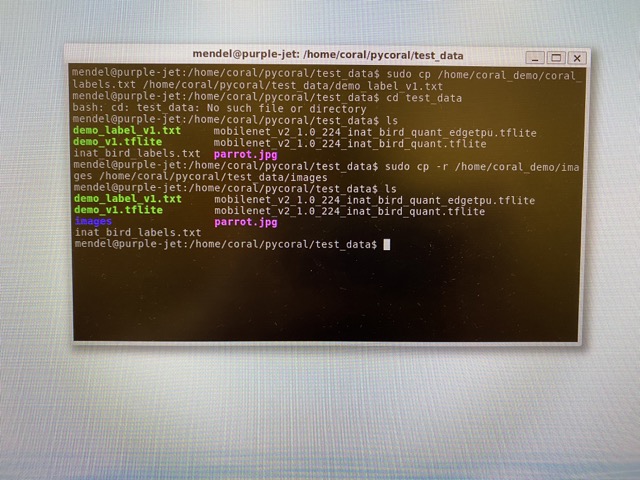 mendel@purple-jet: /home/coral/pycoral/test_data
mendel@purple-jet:/home/coral/pycoral/test_data$ sudo cp /home/coral_demo/coral_
labels.txt /home/coral/pycoral/test_data/demo_label_v1.txt
mendel@purple-jet:/home/coral/pycoral/test_data$ cd test_data
bash: cd: test_data: No such file or directory
mendel@purple-jet:/home/coral/pycoral/test_data$ ls
demo_label_v1.txt mobilenet_v2_1.0_224_inat_bird_quant_edgetpu.tflite
demo_v1.tflite mobilenet_v2_1.0_224_inat_bird_quant.tflite
inat_bird_labels.txt parrot.jpg
mendel@purple-jet:/home/coral/pycoral/test_data$ sudo cp -r /home/coral_demo/ima
ges /home/coral/pycoral/test_data/images
mendel@purple-jet:/home/coral/pycoral/test_data$ ls
demo_label_v1.txt mobilenet_v2_1.0_224_inat_bird_quant_edgetpu.tflite
demo_v1.tflite mobilenet_v2_1.0_224_inat_bird_quant.tflite
images parrot.jpg
inat_bird_labels.txt
mendel@purple-jet:/home/coral/pycoral/test_data$